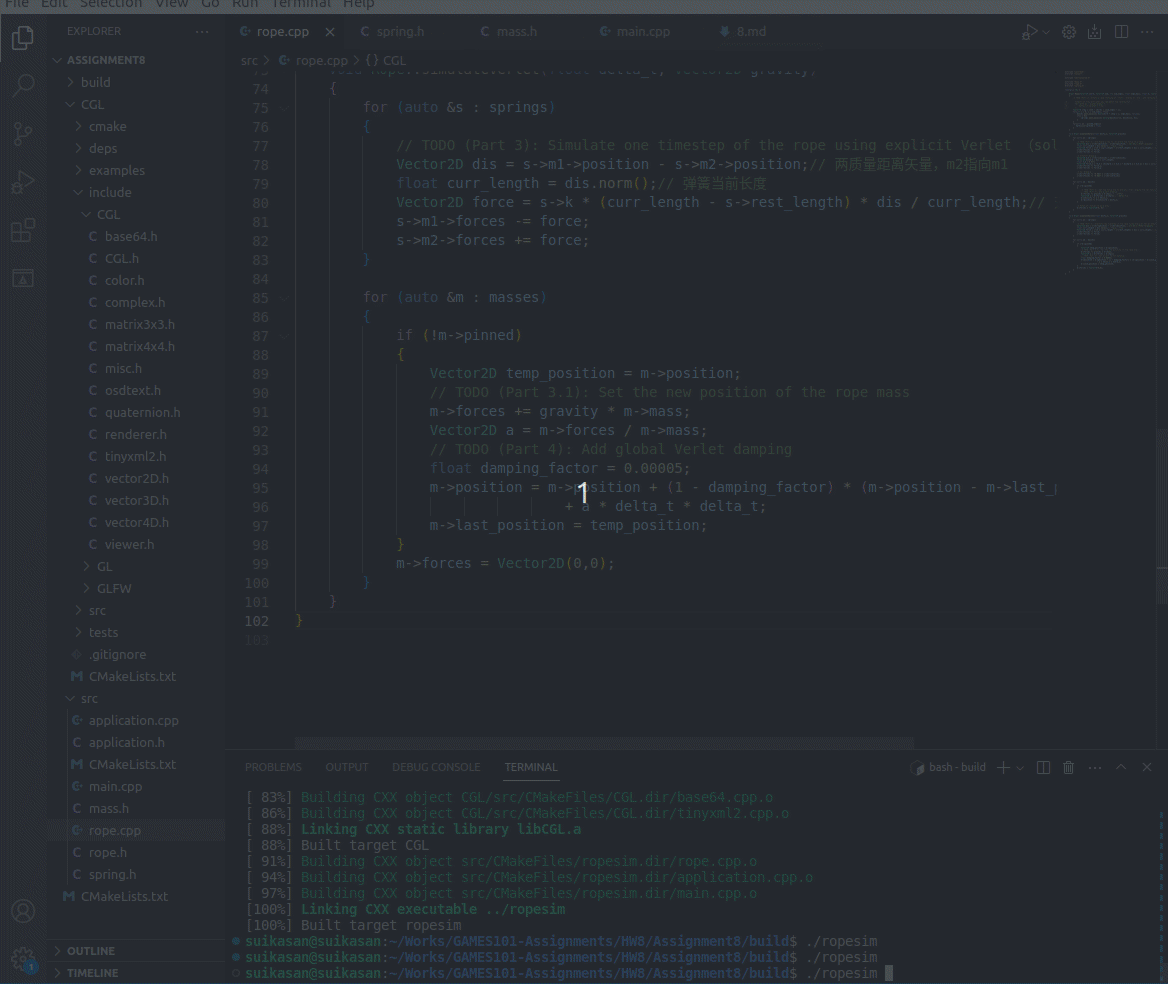 File Edit Selection View Go Run Terminal Help
EXPLORER
rope.cpp
spring.h
mass.h
main.cpp
8.md
ASSIGNMENT8
src > rope.cpp > {} CGL
build
CGL
cmake
deps
examples
include
CGL
base64.h
CGL.h
color.h
complex.h
matrix3x3.h
matrix4x4.h
misc.h
osdtext.h
quaternion.h
renderer.h
tinyxml2.h
vector2D.h
vector3D.h
vector4D.h
viewer.h
GL
GLFW
src
tests
.gitignore
CMakeLists.txt
src
application.cpp
application.h
CMakeLists.txt
main.cpp
mass.h
rope.cpp
rope.h
spring.h
CMakeLists.txt
OUTLINE
TIMELINE
74 {
75 for (auto &s : springs)
76 {
77 // TODO (Part 3): Simulate one timestep of the rope using explicit Verlet （sol
78 Vector2D dis = s->m1->position - s->m2->position;// 两质量距离矢量，m2指向m1
79 float curr_length = dis.norm();// 弹簧当前长度
80 Vector2D force = s->k * (curr_length - s->rest_length) * dis / curr_length;//
81 s->m1->forces -= force;
82 s->m2->forces += force;
83 }
84
85 for (auto &m : masses)
86 {
87 if (!m->pinned)
88 {
89 Vector2D temp_position = m->position;
90 // TODO (Part 3.1): Set the new position of the rope mass
91 m->forces += gravity * m->mass;
92 Vector2D a = m->forces / m->mass;
93 // TODO (Part 4): Add global Verlet damping
94 float damping_factor = 0.00005;
95 m->position = m->position + (1 - damping_factor) * (m->position - m->last_p
96 + a * delta_t * delta_t;
97 m->last_position = temp_position;
98 }
99 m->forces = Vector2D(0,0);
100 }
101 }
102 }
103
1
PROBLEMS OUTPUT DEBUG CONSOLE TERMINAL
bash - build
[ 83%] Building CXX object CGL/src/CMakeFiles/CGL.dir/base64.cpp.o
[ 86%] Building CXX object CGL/src/CMakeFiles/CGL.dir/tinyxml2.cpp.o
[ 88%] Linking CXX static library libCGL.a
[ 88%] Built target CGL
[ 91%] Building CXX object src/CMakeFiles/ropesim.dir/rope.cpp.o
[ 94%] Building CXX object src/CMakeFiles/ropesim.dir/application.cpp.o
[ 97%] Building CXX object src/CMakeFiles/ropesim.dir/main.cpp.o
[100%] Linking CXX executable ../ropesim
[100%] Built target ropesim
suikasan@suikasan:~/Works/GAMES101-Assignments/HW8/Assignment8/build$ ./ropesim
suikasan@suikasan:~/Works/GAMES101-Assignments/HW8/Assignment8/build$ ./ropesim
suikasan@suikasan:~/Works/GAMES101-Assignments/HW8/Assignment8/build$ ./ropesim
1